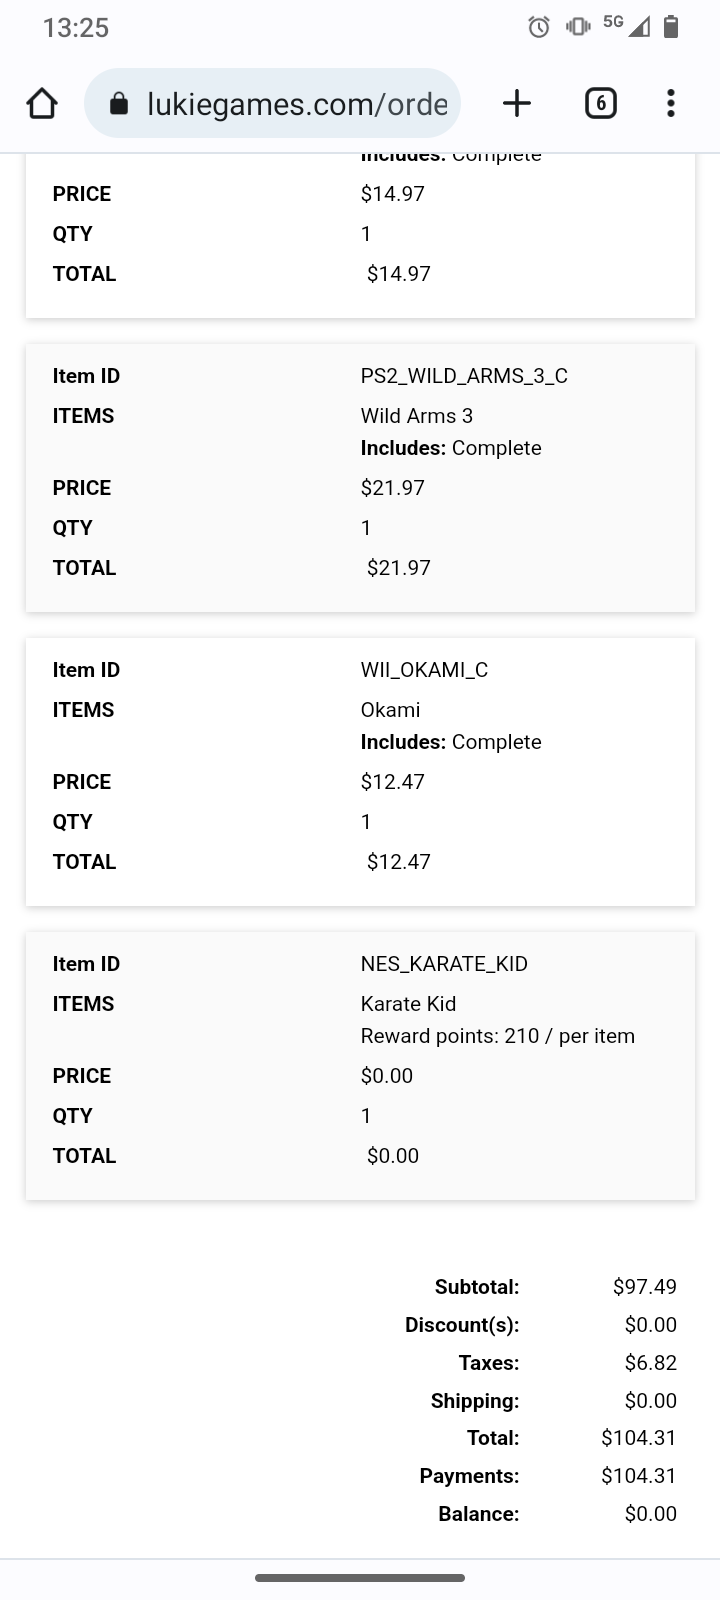 13:25
5G
lukiegames.com/orde
6
Includes: Complete
PRICE $14.97
QTY 1
TOTAL $14.97
Item ID PS2_WILD_ARMS_3_C
ITEMS Wild Arms 3
Includes: Complete
PRICE $21.97
QTY 1
TOTAL $21.97
Item ID WII_OKAMI_C
ITEMS Okami
Includes: Complete
PRICE $12.47
QTY 1
TOTAL $12.47
Item ID NES_KARATE_KID
ITEMS Karate Kid
Reward points: 210 / per item
PRICE $0.00
QTY 1
TOTAL $0.00
Subtotal: $97.49
Discount(s): $0.00
Taxes: $6.82
Shipping: $0.00
Total: $104.31
Payments: $104.31
Balance: $0.00